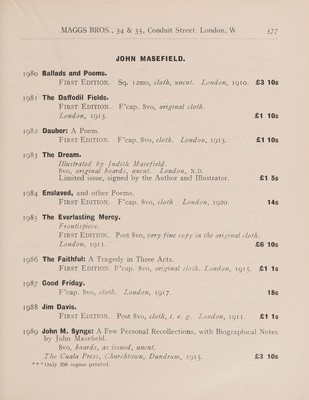 MAGGS BROS., 34 & 35, Conduit Street, London, W 377
JOHN MASEFIELD.
1980 Ballads and Poems.
FIRST EDITION. Sq. 12mo, cloth, uncut. London, 1910. £3 10s
1981 The Daffodil Fields.
FIRST EDITION. F'cap. 8vo, original cloth.
London, 1913. £1 10s
1982 Dauber: A Poem.
FIRST EDITION. F'cap. 8vo, cloth. London, 1913. £1 10s
1983 The Dream.
Illustrated by Judith Masefield.
8vo, original boards, uncut. London, N.D.
Limited issue, signed by the Author and Illustrator. £1 5s
1984 Enslaved, and other Poems.
FIRST EDITION. F'cap. 8vo, cloth London, 1920. 14s
1985 The Everlasting Mercy.
Frontispiece.
FIRST EDITION. Post 8vo, very fine copy in the original cloth.
London, 1911. £6 10s
1986 The Faithful: A Tragedy in Three Acts.
FIRST EDITION. F'cap. 8vo, original cloth. London, 1915. £1 1s
1987 Good Friday.
F'cap. 8vo, cloth. London, 1917. 18s
1988 Jim Davis.
FIRST EDITION. Post 8vo, cloth, t. e. g. London, 1911. £1 1s
1989 John M. Synge: A Few Personal Recollections, with Biographical Notes
by John Masefield.
8vo, boards, as issued, uncut.
The Cuala Press, Churchtown, Dundrum, 1915. £3 10s
*** Only 350 copies printed.